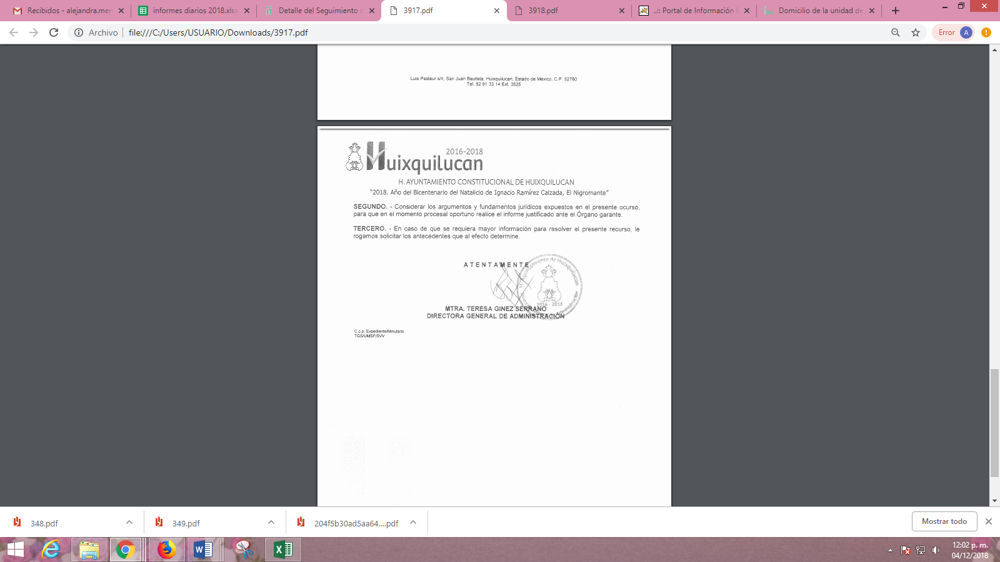 Recibidos - alejandra.men
informes diarios 2018.xlsx
Detalle del Seguimiento d
3917.pdf
3918.pdf
..:: Portal de Información
Domicilio de la unidad de
Archivo
file:///C:/Users/USUARIO/Downloads/3917.pdf
Error
A
Luis Pasteur s/n, San Juan Bautista, Huixquilucan, Estado de México, C.P. 52760
Tel. 52 91 33 14 Ext. 3525
2016-2018
Huixquilucan
H. AYUNTAMIENTO CONSTITUCIONAL DE HUIXQUILUCAN
"2018. Año del Bicentenario del Natalicio de Ignacio Ramírez Calzada, El Nigromante"
SEGUNDO. - Considerar los argumentos y fundamentos jurídicos expuestos en el presente ocurso,
para que en el momento procesal oportuno realice el informe justificado ante el Órgano garante.
TERCERO. - En caso de que se requiera mayor información para resolver el presente recurso, le
rogamos solicitar los antecedentes que al efecto determine.
ATENTAMENTE
H. Ayuntamiento de Huixquilucan
2016 - 2018
Administración
MTRA. TERESA GINEZ SERRANO
DIRECTORA GENERAL DE ADMINISTRACIÓN
C.c.p. Expediente/Minutario
TGS/UMSF/SVV
348.pdf
349.pdf
204f5b30ad5aa64....pdf
Mostrar todo
12:02 p. m.
04/12/2018